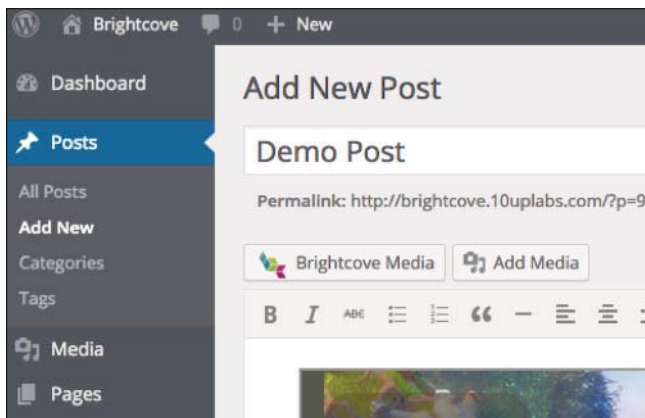 Brightcove 0 + New
Dashboard
Add New Post
Posts
Demo Post
All Posts
Permalink: http://brightcove.10uplabs.com/?p=9
Add New
Brightcove Media Add Media
Categories
Tags
B I ABC
Media
Pages